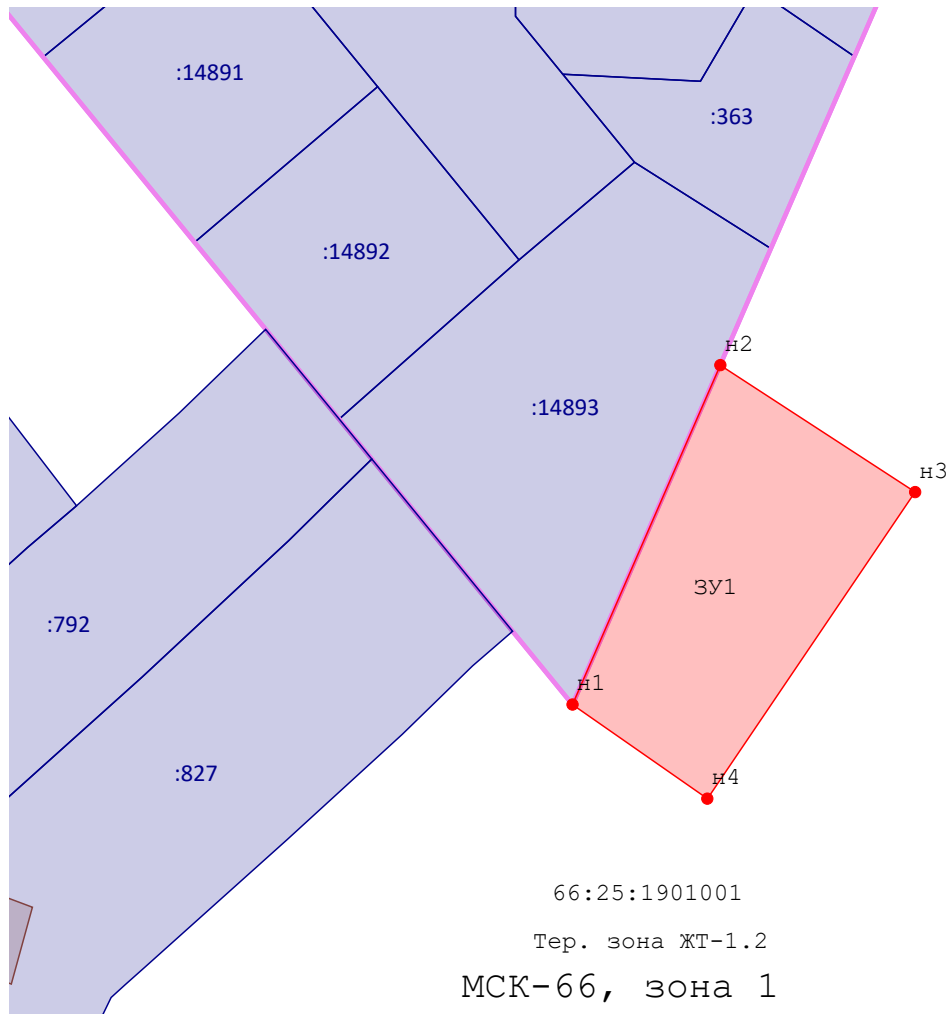 :14891
:363
:14892
н2
:14893
н3
ЗУ1
:792
н1
:827
н4
66:25:1901001
Тер. зона ЖТ-1.2
МСК-66, зона 1